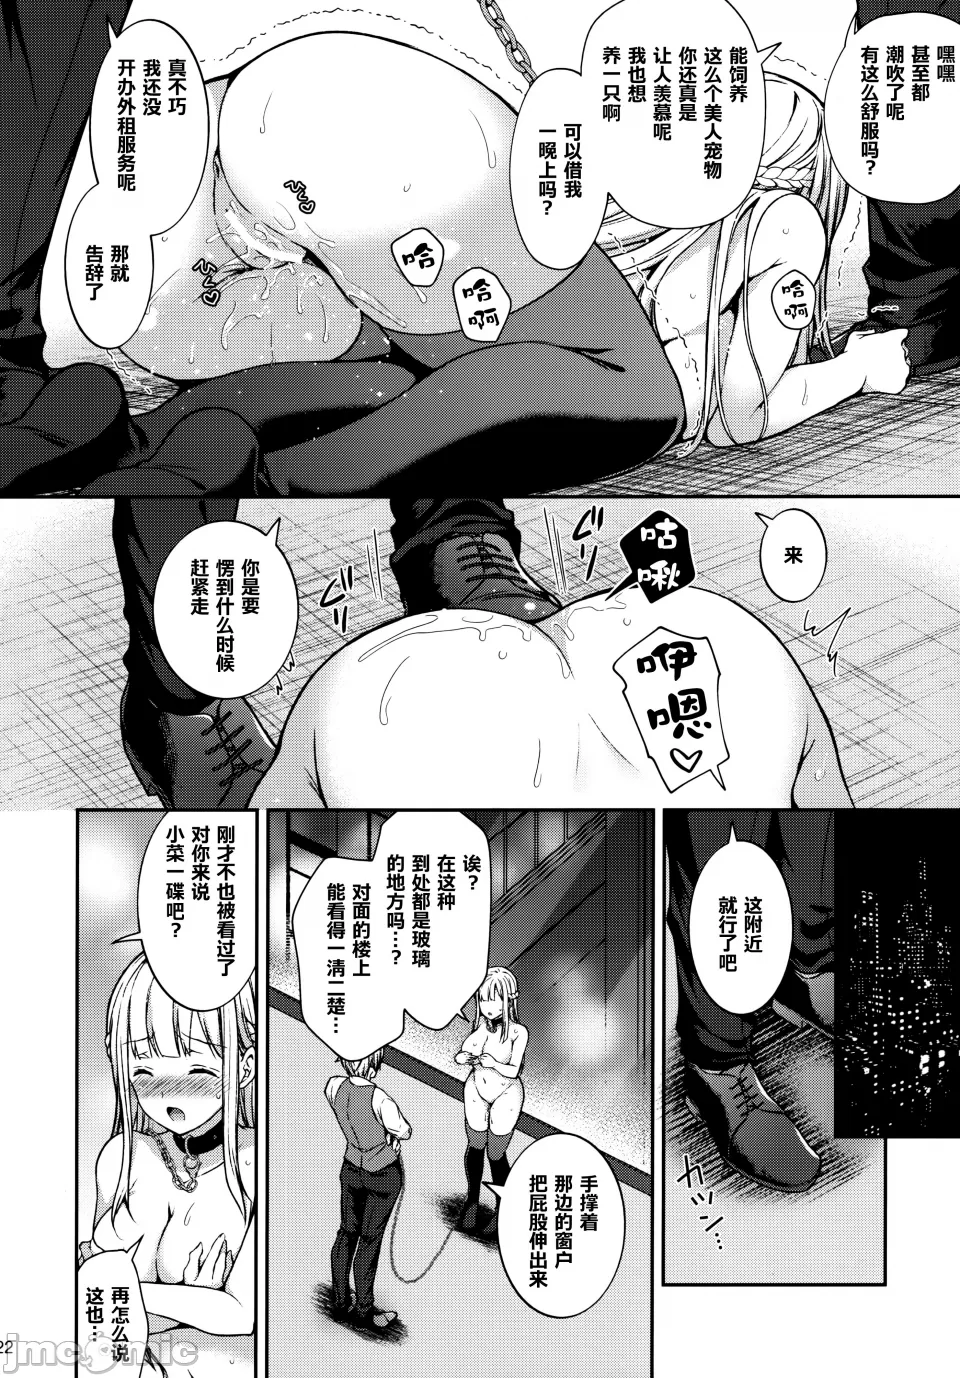 嘿嘿
甚至都
潮吹了呢
有这么舒服吗？
能饲养
这么个美人宠物
你还真是
让人羡慕呢
我也想
养一只啊
可以借我
一晚上吗？
真不巧
我还没
开办外租服务呢
那就
告辞了
哈
哈
啊
哈
啊
来
咕
啾
咿
嗯
你是要
愣到什么时候
赶紧走
这附近
就行了吧
诶？
在这种
到处都是玻璃
的地方吗…？
对面的楼上
能看得一清二楚…
手撑着
那边的窗户
把屁股伸出来
刚才不也被看过了
对你来说
小菜一碟吧？
再怎么说
这也…
22
jmcomic